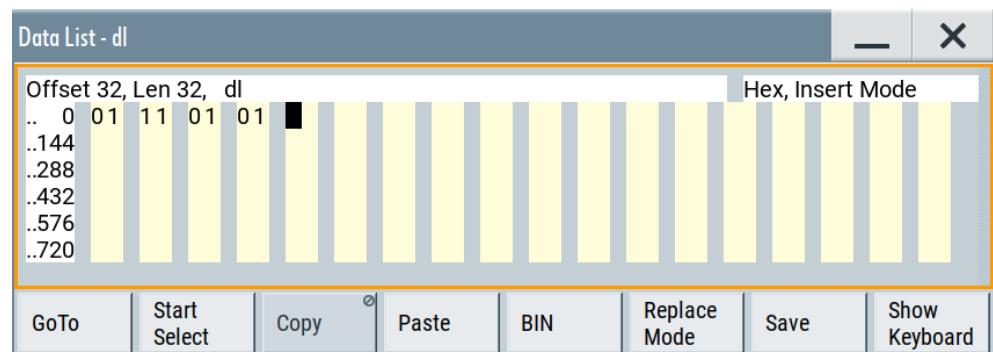 Data List - dl
Offset 32, Len 32, dl Hex, Insert Mode
.. 0 01 11 01 01
..144
..288
..432
..576
..720
GoTo Start Select Copy Paste BIN Replace Mode Save Show Keyboard